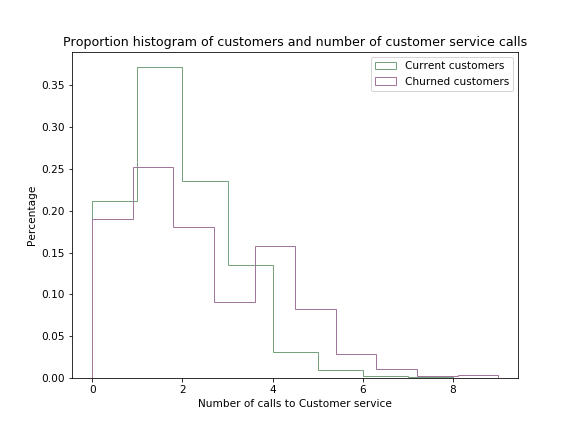 Proportion histogram of customers and number of customer service calls
Current customers
Churned customers
Percentage
0.35
0.30
0.25
0.20
0.15
0.10
0.05
0.00
0 2 4 6 8
Number of calls to Customer service